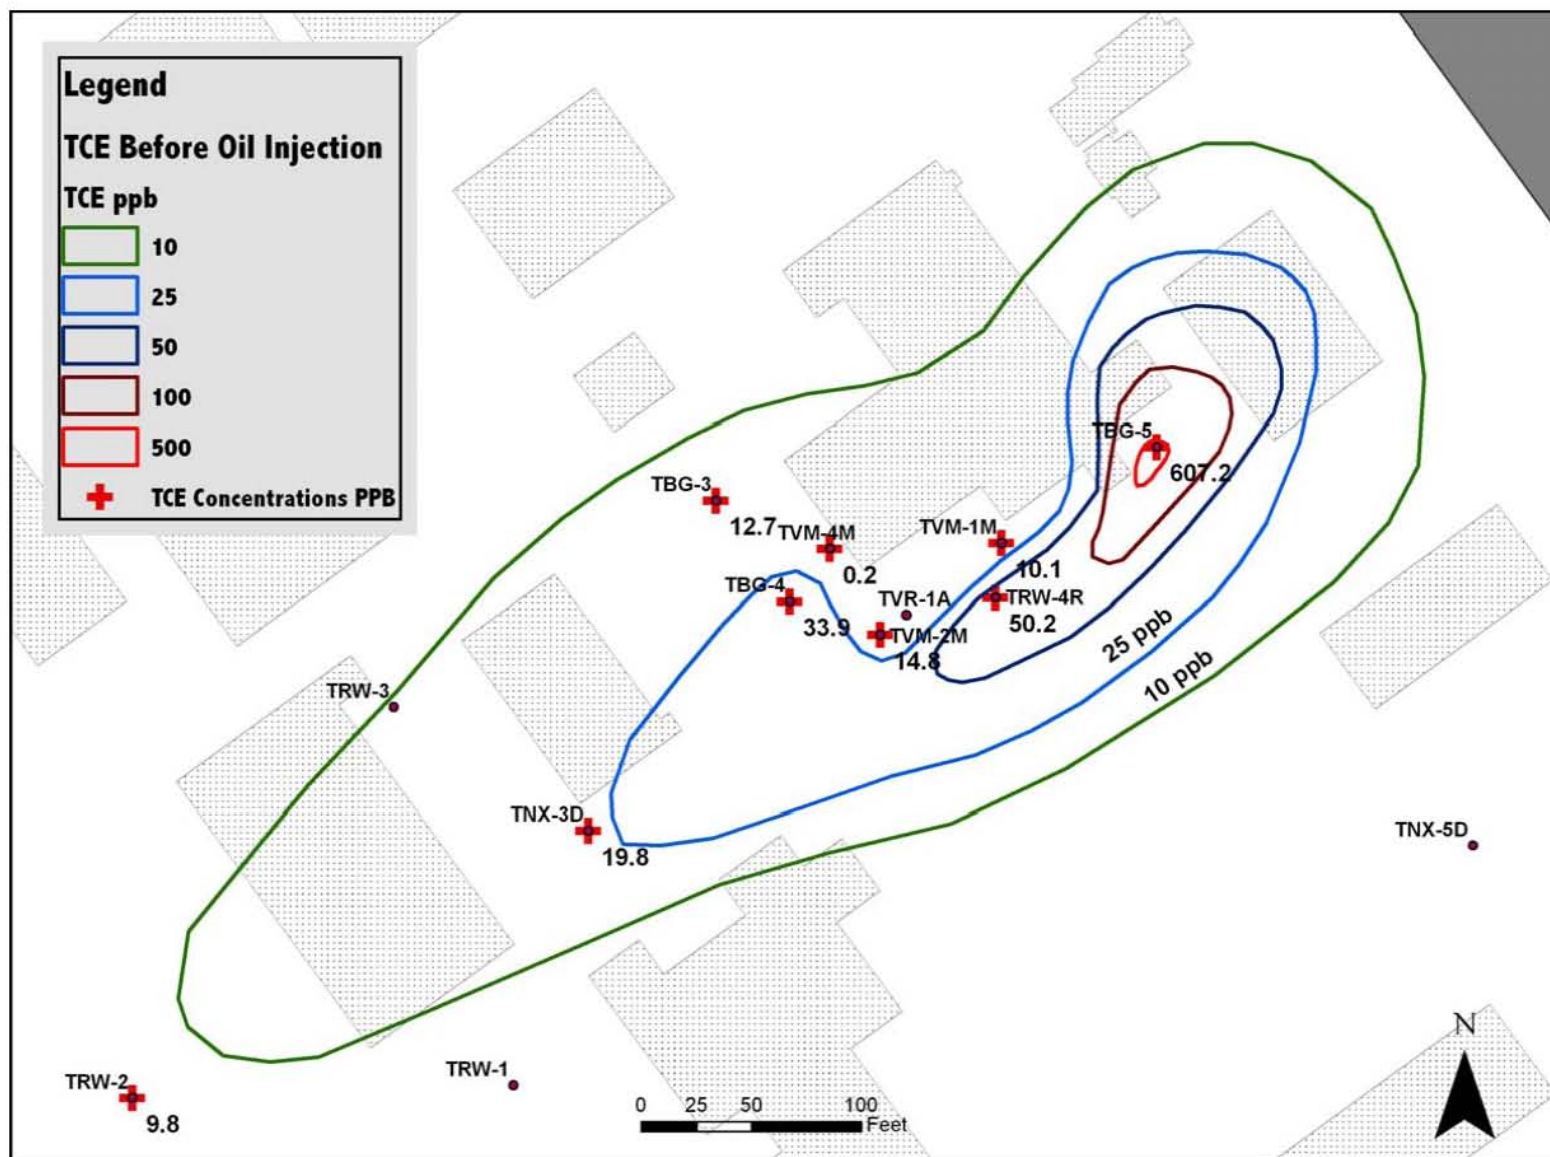 Legend
TCE Before Oil Injection
TCE ppb
10
25
50
100
500
TCE Concentrations PPB
TBG-5
607.2
TBG-3
12.7
TVM-4M
0.2
TVM-1M
10.1
TBG-4
33.9
TVR-1A
TRW-4R
50.2
TVM-2M
14.8
25 ppb
10 ppb
TRW-3
TNX-3D
19.8
TNX-5D
TRW-1
TRW-2
9.8
0 25 50 100
Feet
N